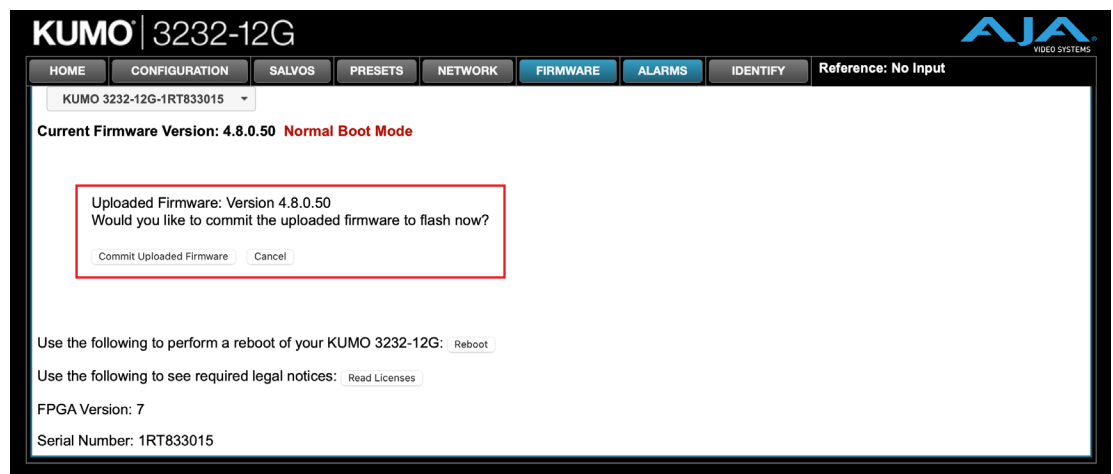 KUMO® 3232-12G
AJA®
VIDEO SYSTEMS
HOME CONFIGURATION SALVOS PRESETS NETWORK FIRMWARE ALARMS IDENTIFY Reference: No Input
KUMO 3232-12G-1RT833015
Current Firmware Version: 4.8.0.50 Normal Boot Mode
Uploaded Firmware: Version 4.8.0.50
Would you like to commit the uploaded firmware to flash now?
Commit Uploaded Firmware Cancel
Use the following to perform a reboot of your KUMO 3232-12G: Reboot
Use the following to see required legal notices: Read Licenses
FPGA Version: 7
Serial Number: 1RT833015